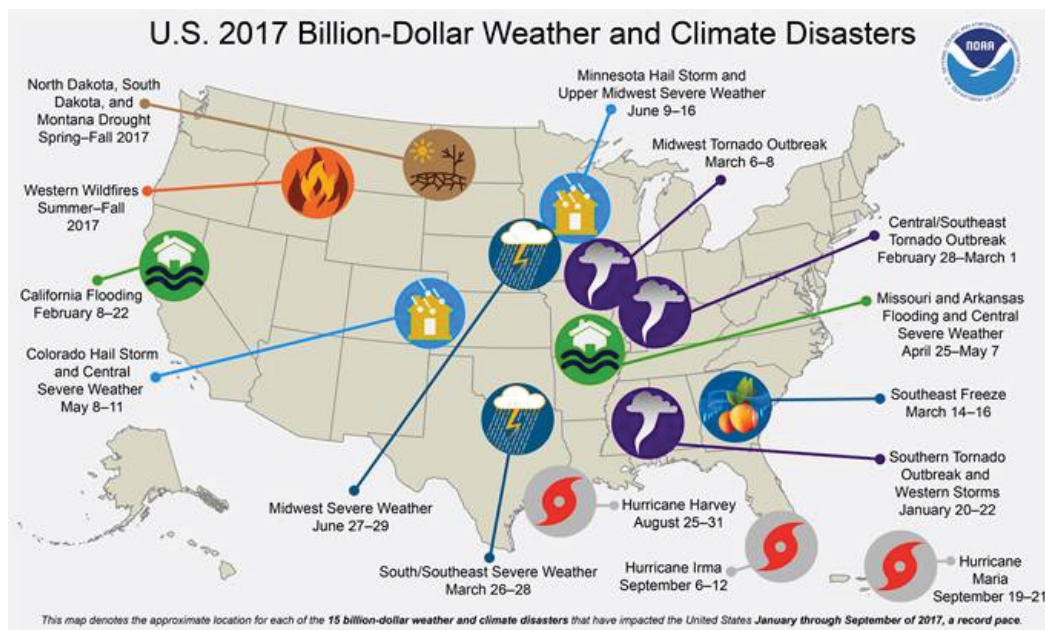 U.S. 2017 Billion-Dollar Weather and Climate Disasters
NOAA
North Dakota, South
Dakota, and
Montana Drought
Spring–Fall 2017
Minnesota Hail Storm and
Upper Midwest Severe Weather
June 9–16
Midwest Tornado Outbreak
March 6–8
Western Wildfires
Summer–Fall
2017
Central/Southeast
Tornado Outbreak
February 28–March 1
California Flooding
February 8–22
Missouri and Arkansas
Flooding and Central
Severe Weather
April 25–May 7
Colorado Hail Storm
and Central
Severe Weather
May 8–11
Southeast Freeze
March 14–16
Southern Tornado
Outbreak and
Western Storms
January 20–22
Midwest Severe Weather
June 27–29
Hurricane Harvey
August 25–31
South/Southeast Severe Weather
March 26–28
Hurricane Irma
September 6–12
Hurricane
Maria
September 19–21
This map denotes the approximate location for each of the 15 billion-dollar weather and climate disasters that have impacted the United States January through September of 2017, a record pace.